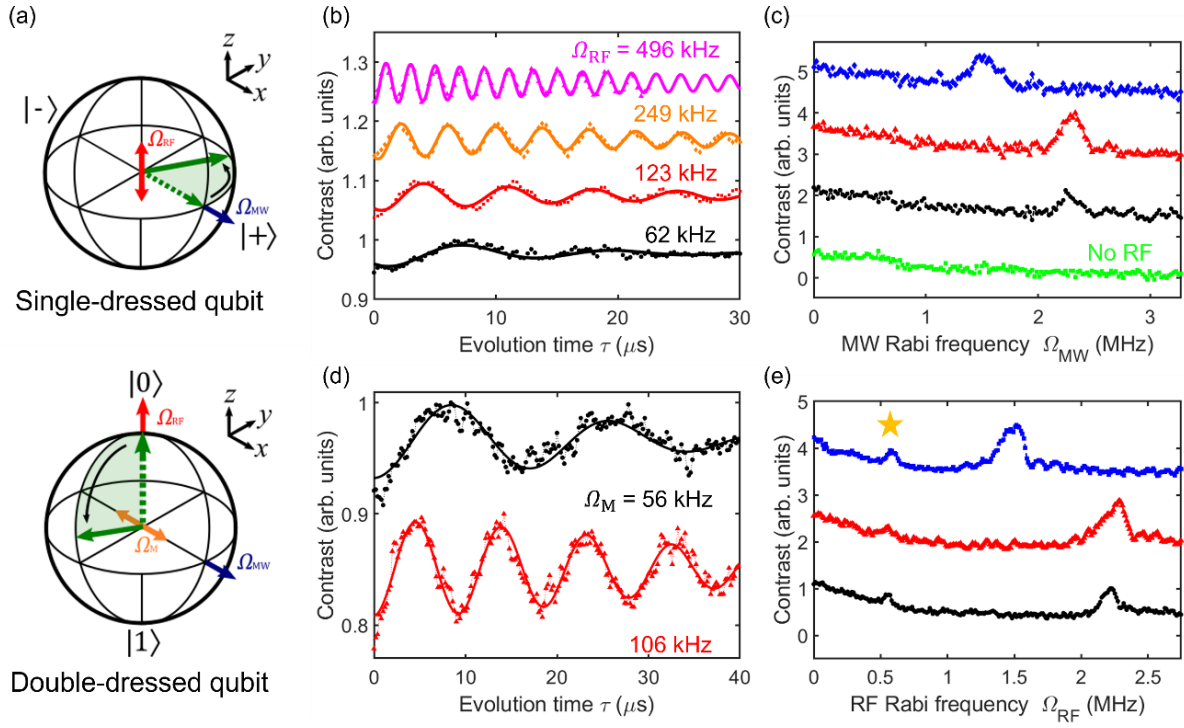 (a)
z
y
x
|-⟩
Ω_RF
Ω_MW
|+⟩
Single-dressed qubit
|0⟩
Ω_RF
z
y
x
Ω_M
Ω_MW
|1⟩
Double-dressed qubit
(b)
Contrast (arb. units)
1.3
1.2
1.1
1
0.9
Ω_RF = 496 kHz
249 kHz
123 kHz
62 kHz
0 10 20 30
Evolution time τ (μs)
(c)
Contrast (arb. units)
5
4
3
2
1
0
No RF
0 1 2 3
MW Rabi frequency Ω_MW (MHz)
(d)
Contrast (arb. units)
1
0.9
0.8
Ω_M = 56 kHz
106 kHz
0 10 20 30 40
Evolution time τ (μs)
(e)
Contrast (arb. units)
5
4
3
2
1
0
0 0.5 1 1.5 2 2.5
RF Rabi frequency Ω_RF (MHz)